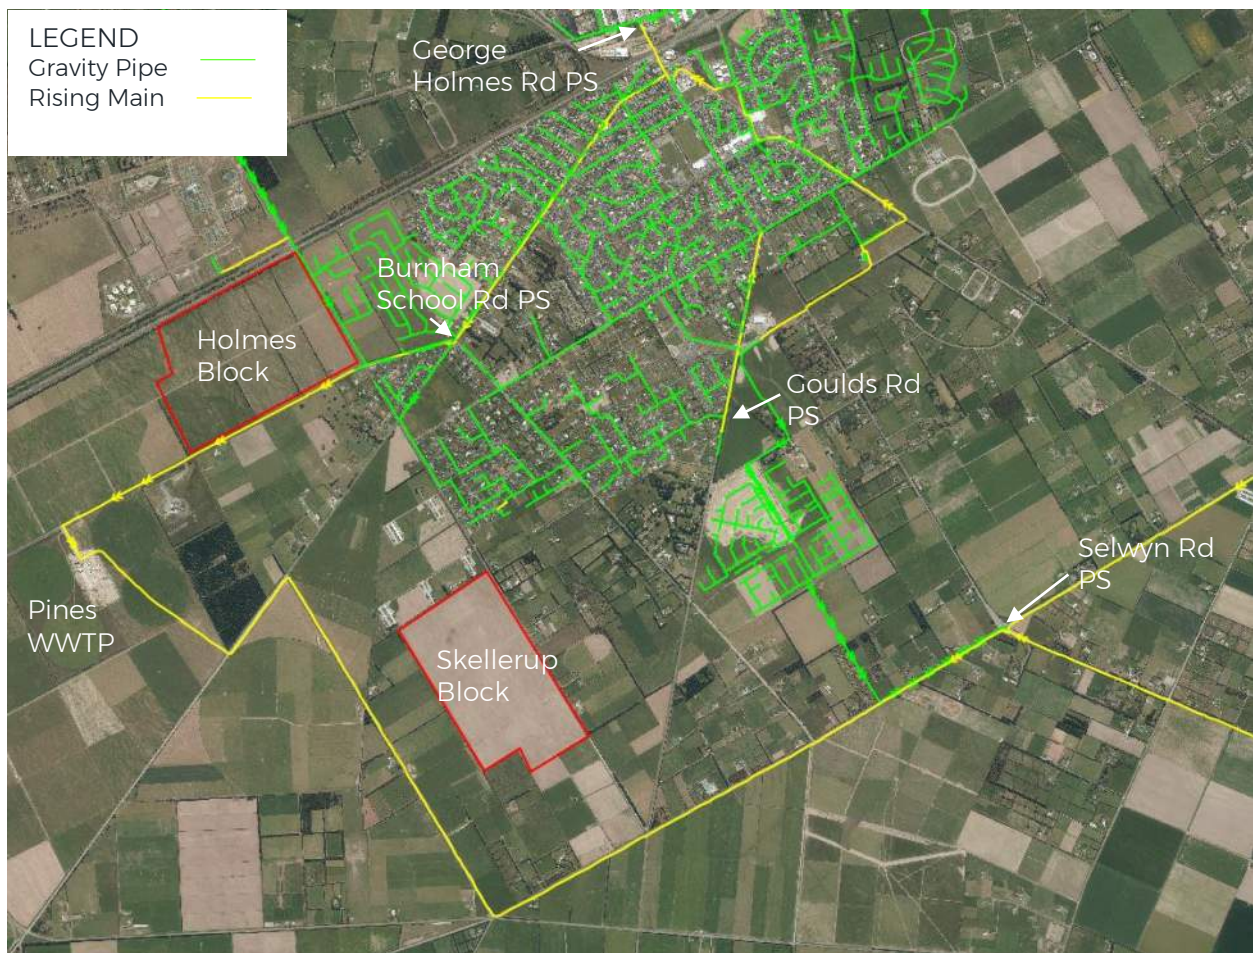 LEGEND
Gravity Pipe
Rising Main
George
Holmes Rd PS
Burnham
School Rd PS
Holmes
Block
Goulds Rd
PS
Selwyn Rd
PS
Pines
WWTP
Skellerup
Block